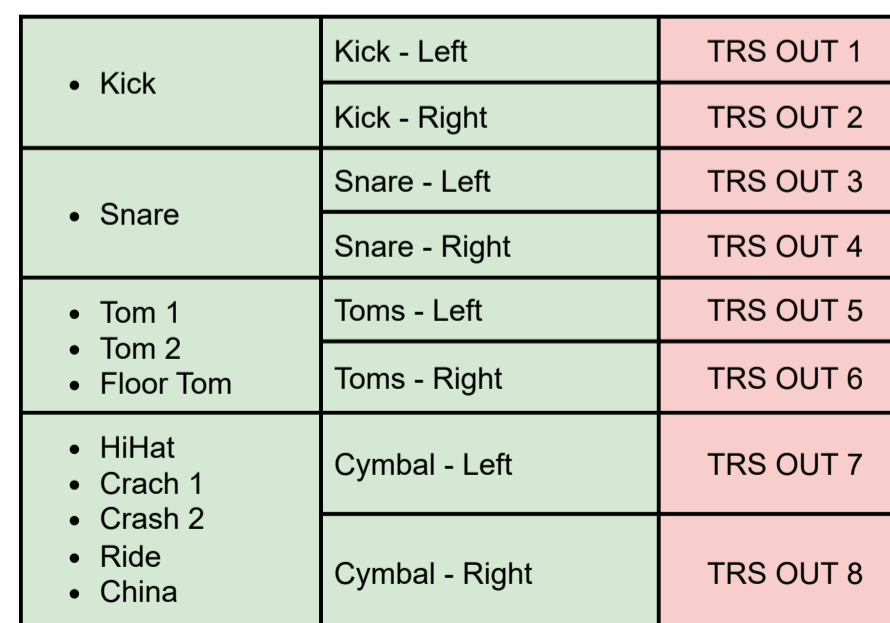 Kick
Kick - Left
TRS OUT 1
Kick - Right
TRS OUT 2
Snare
Snare - Left
TRS OUT 3
Snare - Right
TRS OUT 4
Tom 1
Tom 2
Floor Tom
Toms - Left
TRS OUT 5
Toms - Right
TRS OUT 6
HiHat
Crach 1
Crash 2
Ride
China
Cymbal - Left
TRS OUT 7
Cymbal - Right
TRS OUT 8